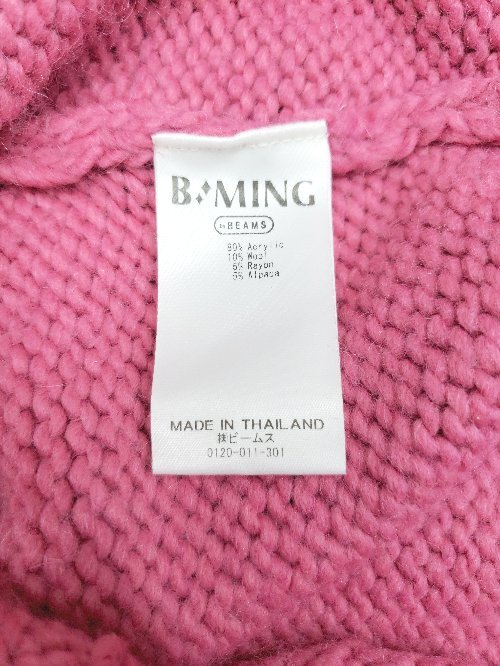 B:MING
by BEAMS
80% Acrylic
10% Wool
5% Rayon
5% Alpaca
MADE IN THAILAND
㈱ビームス
0120-011-301